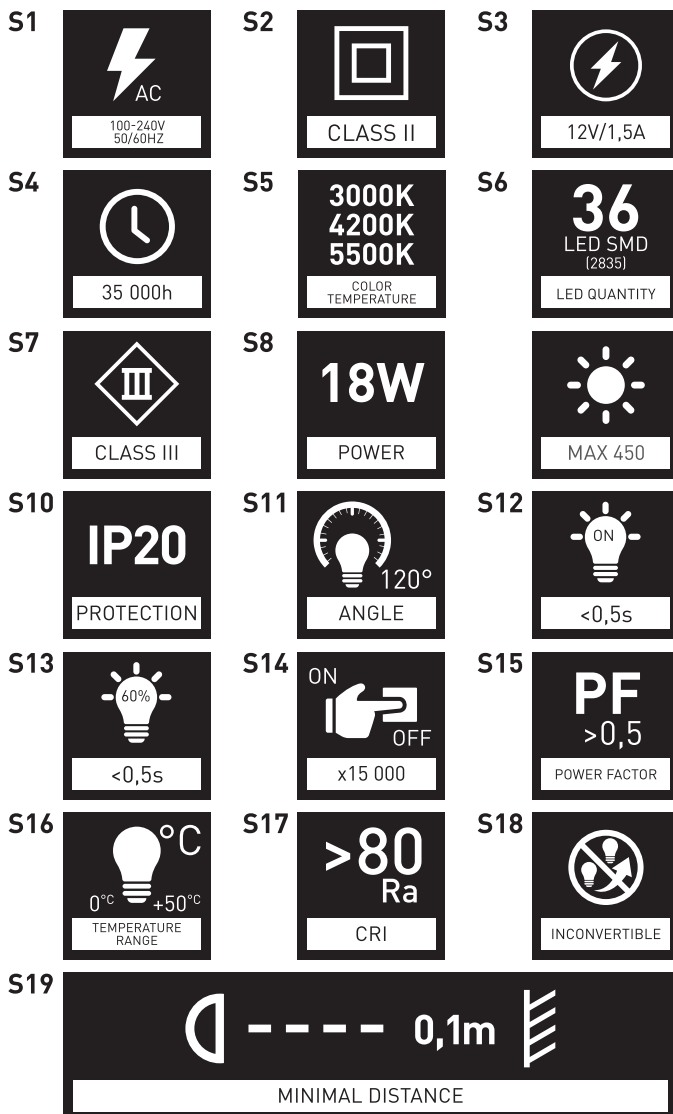 S1
AC
100-240V
50/60HZ
S2
CLASS II
S3
12V/1,5A
S4
35 000h
S5
3000K
4200K
5500K
COLOR
TEMPERATURE
S6
36
LED SMD
(2835)
LED QUANTITY
S7
III
CLASS III
S8
18W
POWER
MAX 450
S10
IP20
PROTECTION
S11
120°
ANGLE
S12
ON
<0,5s
S13
60%
<0,5s
S14
ON
OFF
x15 000
S15
PF
>0,5
POWER FACTOR
S16
°C
0°C +50°C
TEMPERATURE
RANGE
S17
>80
Ra
CRI
S18
INCONVERTIBLE
S19
0,1m
MINIMAL DISTANCE